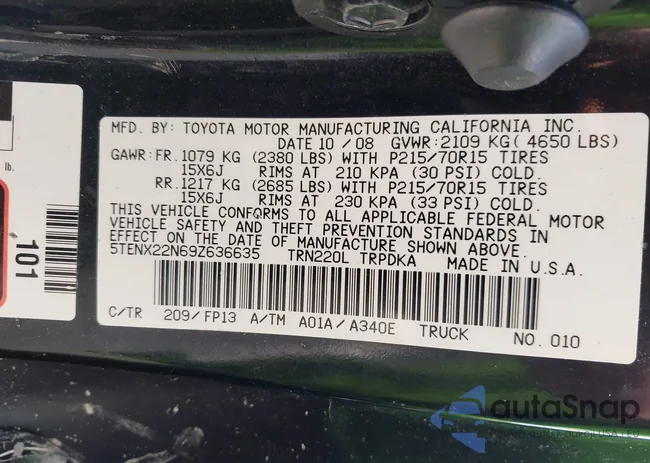 lb.
101
MFD. BY: TOYOTA MOTOR MANUFACTURING CALIFORNIA INC.
DATE 10 / 08 GVWR: 2109 KG( 4650 LBS)
GAWR: FR. 1079 KG (2380 LBS) WITH P215/70R15 TIRES
15X6J RIMS AT 210 KPA (30 PSI) COLD.
RR. 1217 KG (2685 LBS) WITH P215/70R15 TIRES
15X6J RIMS AT 230 KPA (33 PSI) COLD.
THIS VEHICLE CONFORMS TO ALL APPLICABLE FEDERAL MOTOR
VEHICLE SAFETY AND THEFT PREVENTION STANDARDS IN
EFFECT ON THE DATE OF MANUFACTURE SHOWN ABOVE.
5TENX22N69Z636635 TRN220L TRPDKA MADE IN U.S.A.
C/TR 209/FP13 A/TM A01A/A340E TRUCK NO. 010
autoSnap